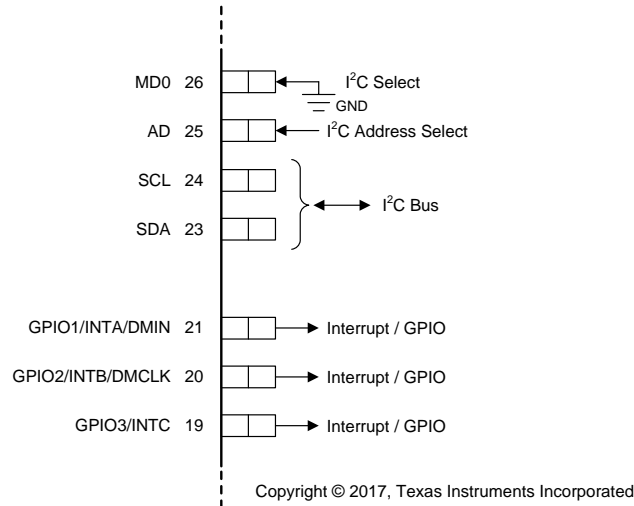 MD0 26 I²C Select
GND
AD 25 I²C Address Select
SCL 24
I²C Bus
SDA 23
GPIO1/INTA/DMIN 21 Interrupt / GPIO
GPIO2/INTB/DMCLK 20 Interrupt / GPIO
GPIO3/INTC 19 Interrupt / GPIO
Copyright © 2017, Texas Instruments Incorporated